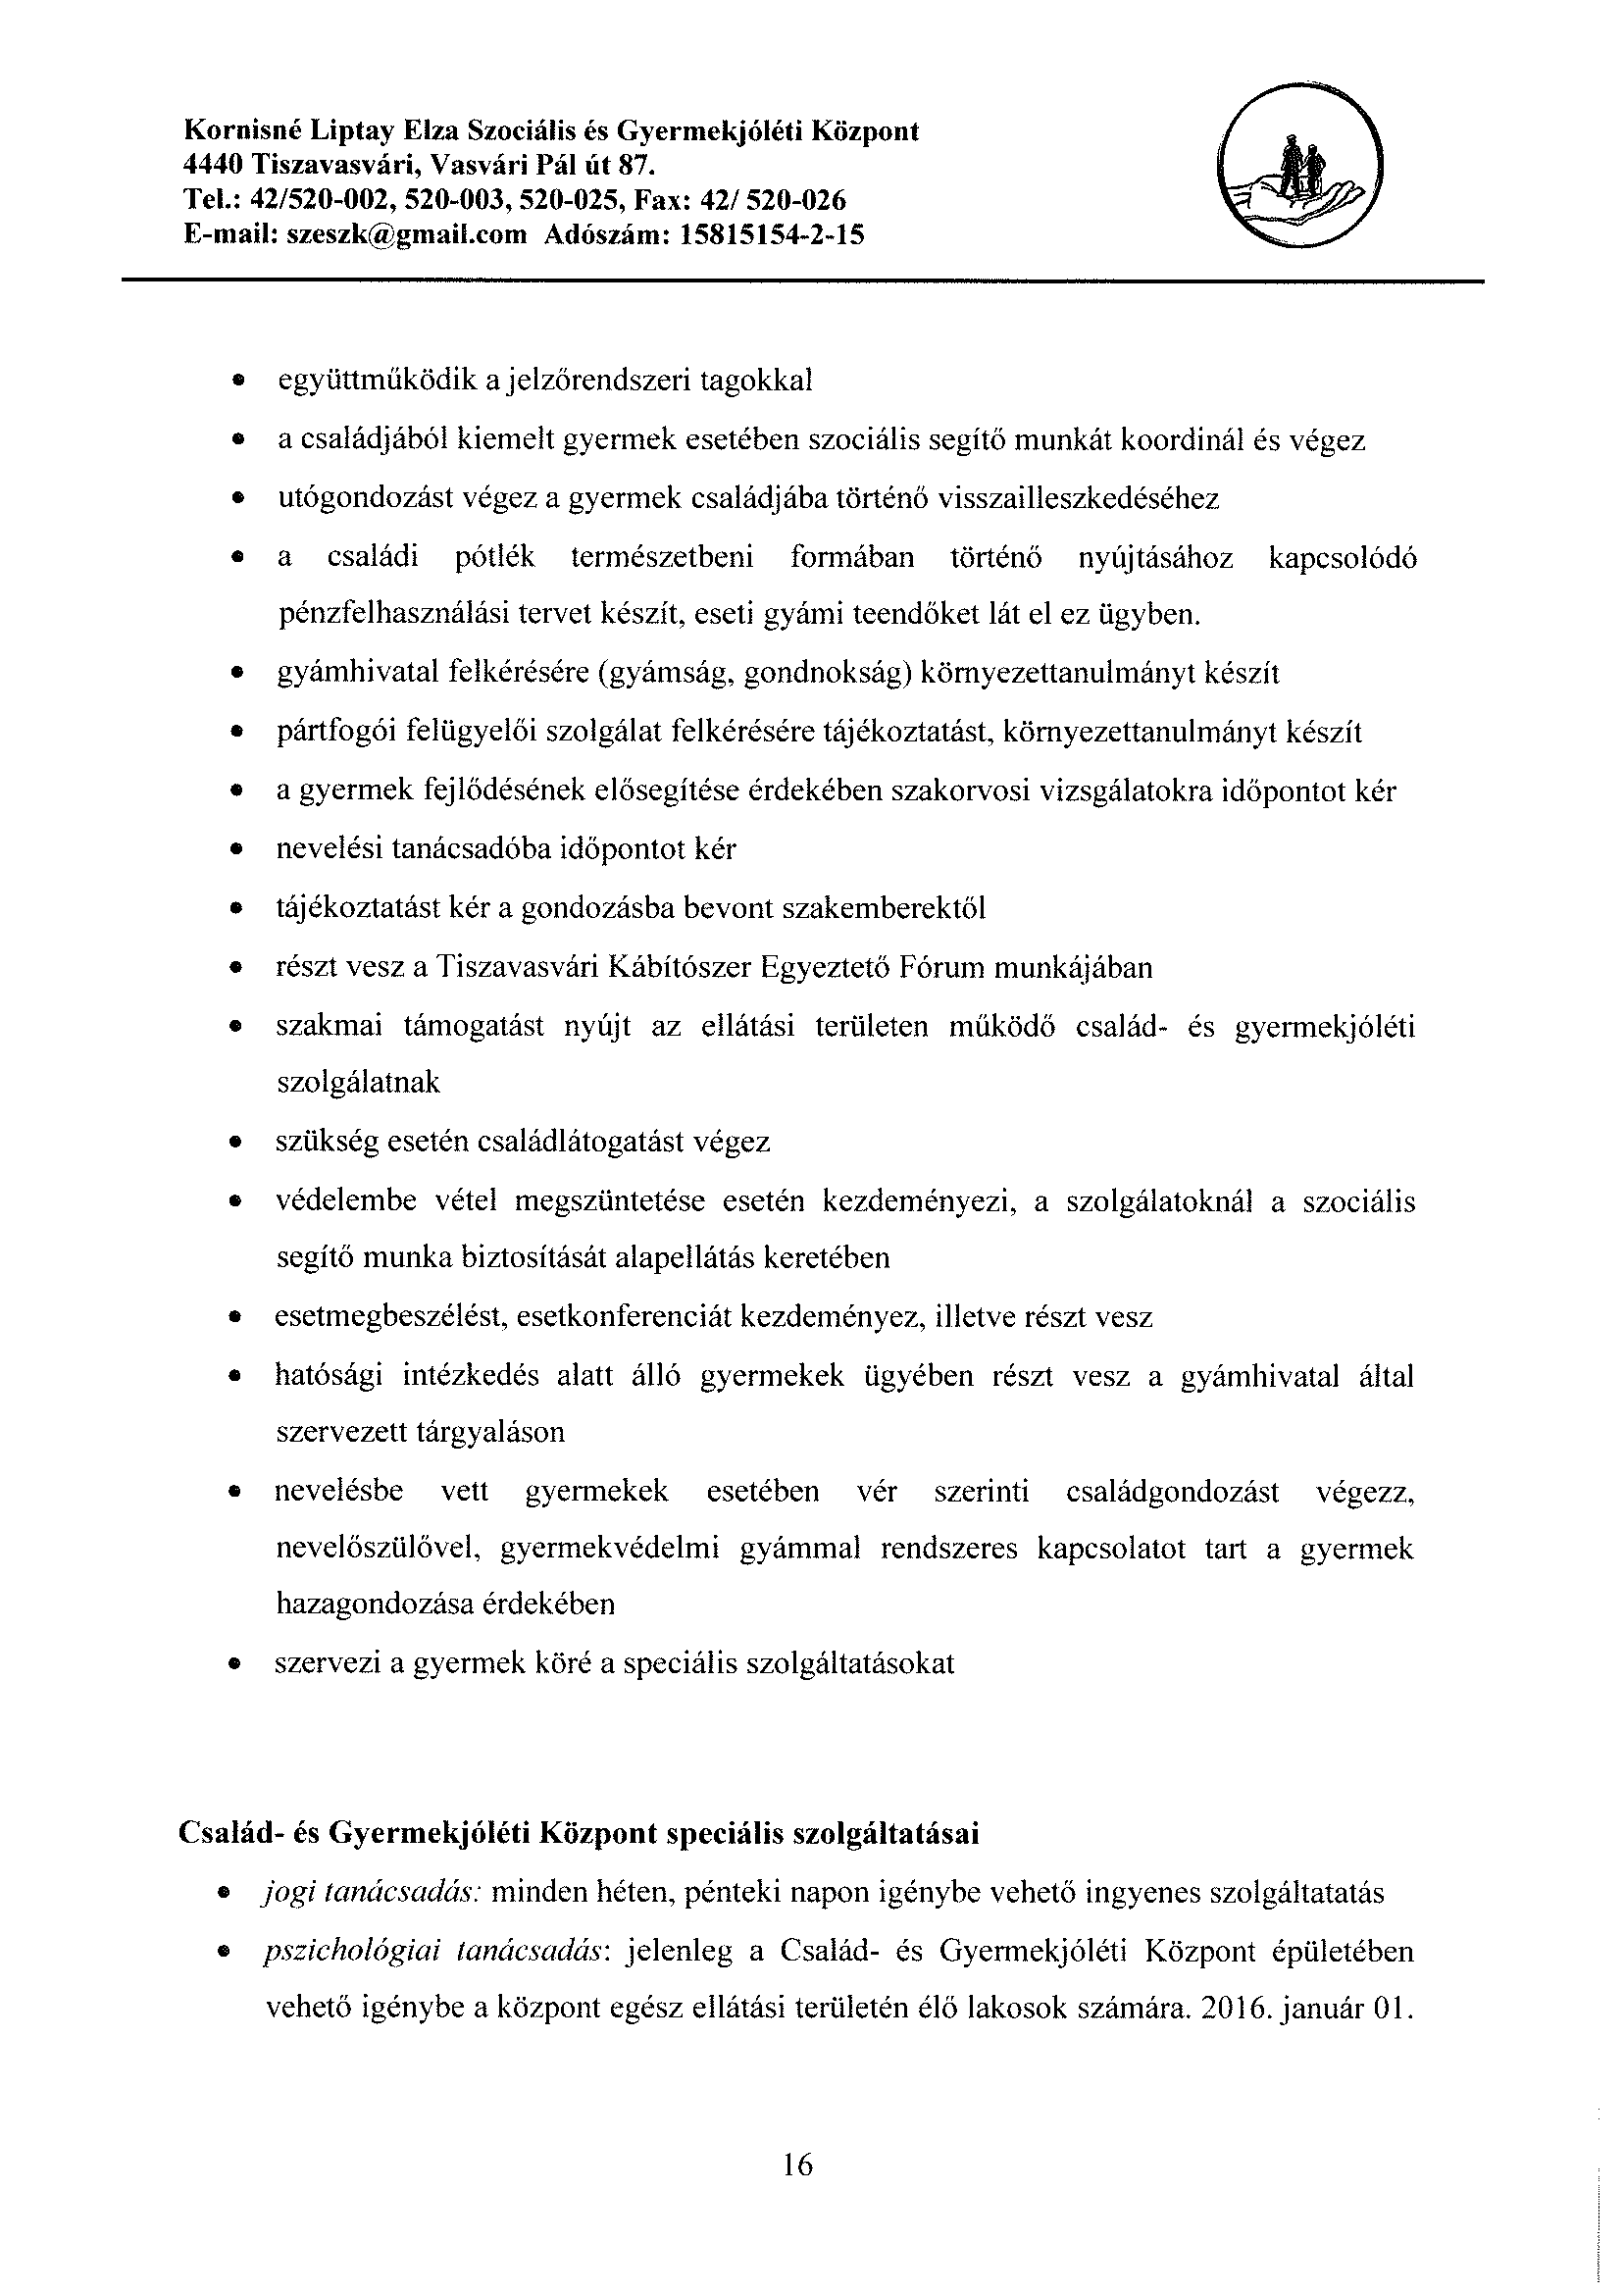 Kornisné Liptay Elza Szociális és Gyermekjóléti Központ
4440 Tiszavasvári, Vasvári Pál út 87.
Tel.: 42/520-002, 520-003, 520-025, Fax: 42/ 520-026
E-mail: szeszk@gmail.com Adószám: 15815154-2-15
• együttműködik a jelzőrendszeri tagokkal
• a családjából kiemelt gyermek esetében szociális segítő munkát koordinál és végez
• utógondozást végez a gyermek családjába történő visszailleszkedéséhez
• a családi pótlék természetbeni formában történő nyújtásához kapcsolódó
pénzfelhasználási tervet készít, eseti gyámi teendőket lát el ez ügyben.
• gyámhivatal felkérésére (gyámság, gondnokság) környezettanulmányt készít
• pártfogói felügyelői szolgálat felkérésére tájékoztatást, környezettanulmányt készít
• a gyermek fejlődésének elősegítése érdekében szakorvosi vizsgálatokra időpontot kér
• nevelési tanácsadóba időpontot kér
• tájékoztatást kér a gondozásba bevont szakemberektől
• részt vesz a Tiszavasvári Kábítószer Egyeztető Fórum munkájában
• szakmai támogatást nyújt az ellátási területen működő család- és gyermekjóléti
szolgálatnak
• szükség esetén családlátogatást végez
• védelembe vétel megszüntetése esetén kezdeményezi, a szolgálatoknál a szociális
segítő munka biztosítását alapellátás keretében
• esetmegbeszélést, esetkonferenciát kezdeményez, illetve részt vesz
• hatósági intézkedés alatt álló gyermekek ügyében részt vesz a gyámhivatal által
szervezett tárgyaláson
• nevelésbe vett gyermekek esetében vér szerinti családgondozást végezz,
nevelőszülővel, gyermekvédelmi gyámmal rendszeres kapcsolatot tart a gyermek
hazagondozása érdekében
• szervezi a gyermek köré a speciális szolgáltatásokat
Család- és Gyermekjóléti Központ speciális szolgáltatásai
• jogi tanácsadás: minden héten, pénteki napon igénybe vehető ingyenes szolgáltatatás
• pszichológiai tanácsadás: jelenleg a Család- és Gyermekjóléti Központ épületében
vehető igénybe a központ egész ellátási területén élő lakosok számára. 2016. január 01.
16